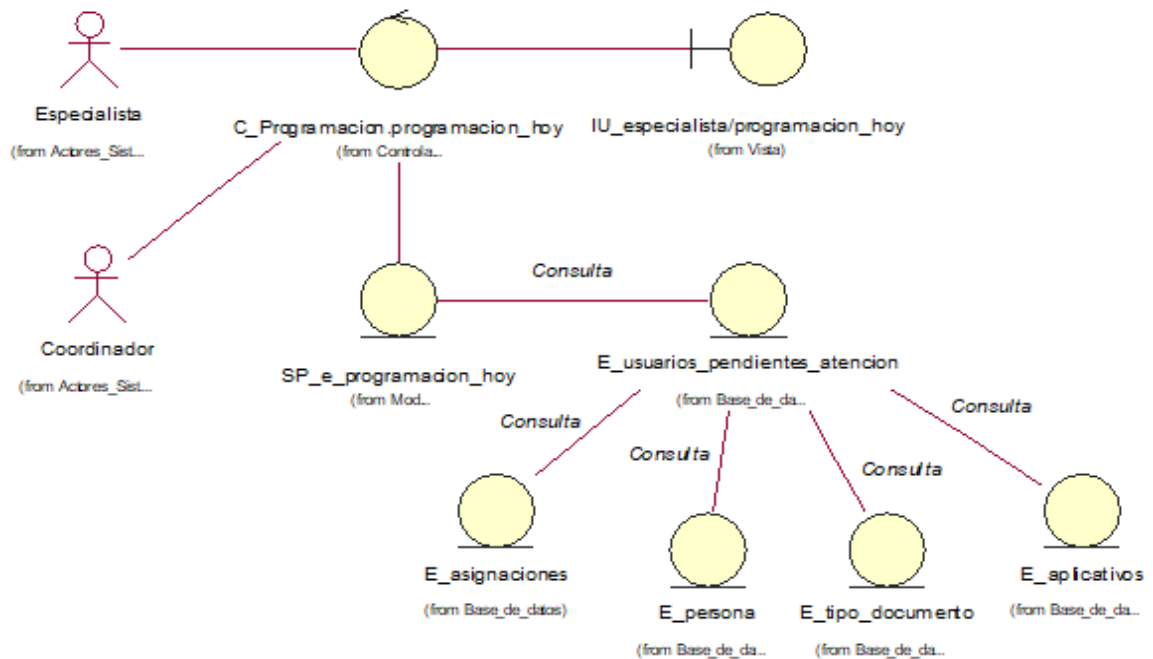 Especialista
(from Actores_Sist...
C_Programacion.programacion_hoy
(from Controla...
IU_especialista/programacion_hoy
(from Vista)
Coordinador
(from Actores_Sist...
Consulta
SP_e_programacion_hoy
(from Mod...
E_usuarios_pendientes_atencion
(from Base_de_da...
Consulta
Consulta
Consulta
Consulta
E_asignaciones
(from Base_de_datos)
E_persona
(from Base_de_da...
E_tipo_documento
(from Base_de_da...
E_aplicativos
(from Base_de_da...